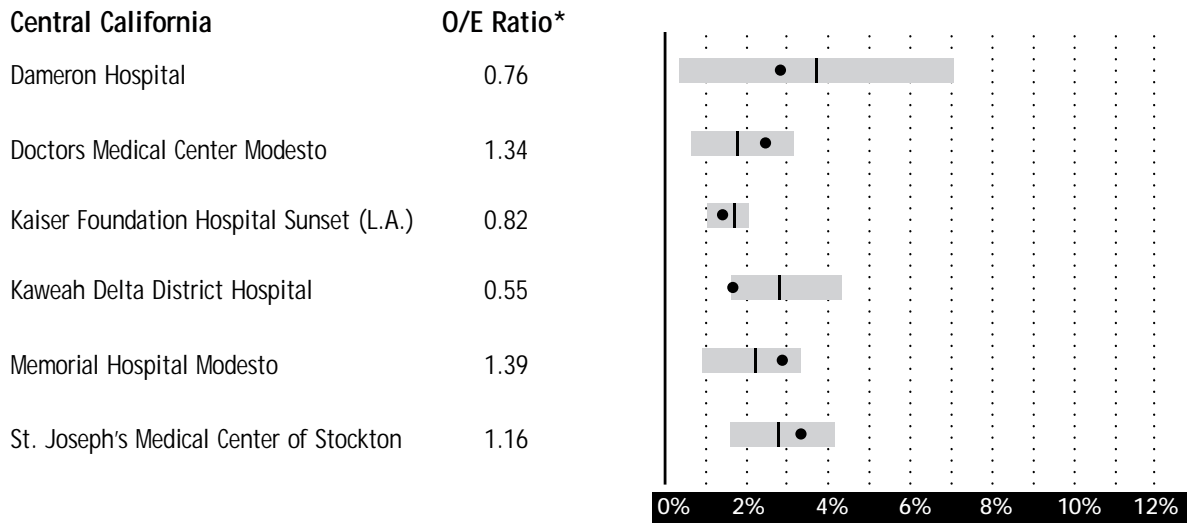 Central California O/E Ratio*
Dameron Hospital 0.76
Doctors Medical Center Modesto 1.34
Kaiser Foundation Hospital Sunset (L.A.) 0.82
Kaweah Delta District Hospital 0.55
Memorial Hospital Modesto 1.39
St. Joseph's Medical Center of Stockton 1.16
0% 2% 4% 6% 8% 10% 12%